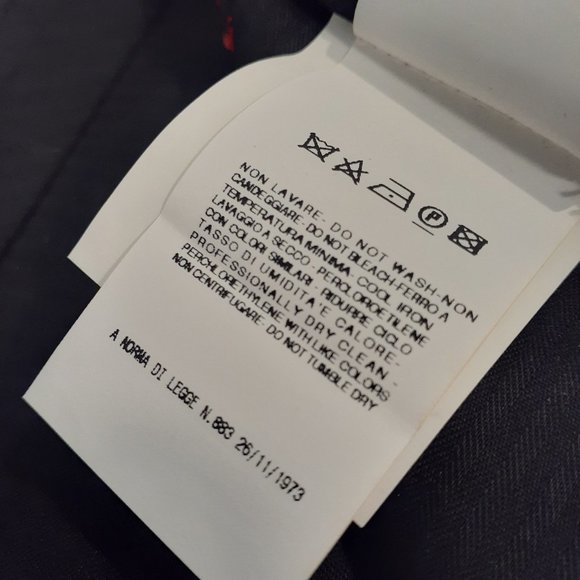 NON LAVARE- DO NOT WASH-NON
CANDEGGIARE- DO NOT BLEACH-FERRO A
TEMPERATURA MINIMA. COOL IRON
LAVAGGIO A SECCO - PERCLOROETILENE
CON COLORI SIMILARI. RIDURRE CICLO
TASSO DI UMIDITA E CALORE-
PROFESSIONALLY DRY CLEAN -
PERCHLORETHYLENE WITH LIKE COLORS
NON CENTRIFUGARE- DO NOT TUMBLE DRY
A NORMA DI LEGGE N.883 26/11/1973